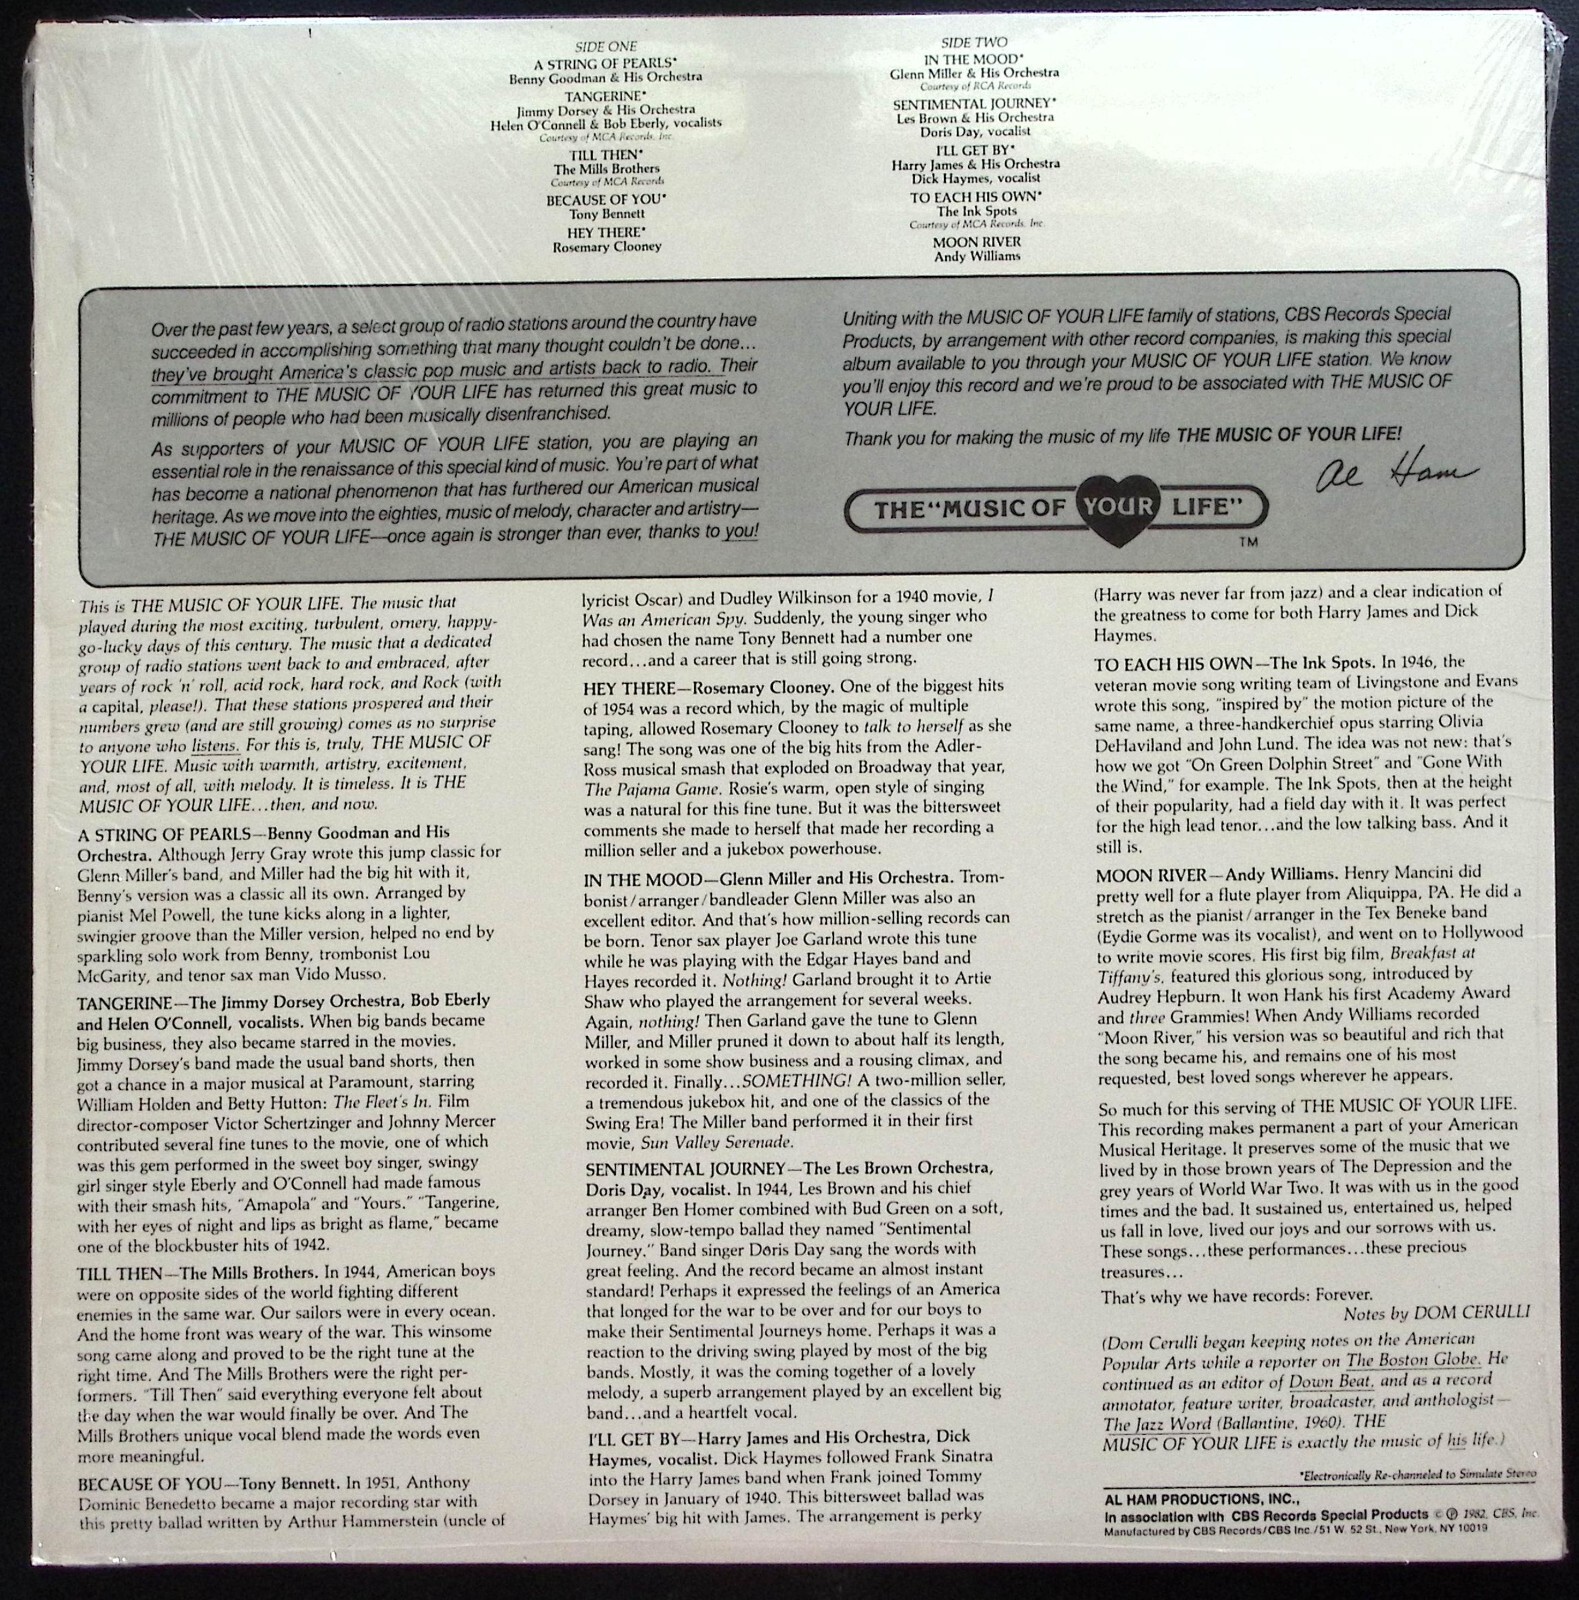 SIDE ONE
A STRING OF PEARLS*
Benny Goodman & His Orchestra
TANGERINE*
Jimmy Dorsey & His Orchestra
Helen O'Connell & Bob Eberly, vocalists
Courtesy of MCA Records, Inc.
TILL THEN*
The Mills Brothers
Courtesy of MCA Records
BECAUSE OF YOU*
Tony Bennett
HEY THERE*
Rosemary Clooney
SIDE TWO
IN THE MOOD*
Glenn Miller & His Orchestra
Courtesy of RCA Records
SENTIMENTAL JOURNEY*
Les Brown & His Orchestra
Doris Day, vocalist
I'LL GET BY*
Harry James & His Orchestra
Dick Haymes, vocalist
TO EACH HIS OWN*
The Ink Spots
Courtesy of MCA Records, Inc.
MOON RIVER
Andy Williams
Over the past few years, a select group of radio stations around the country have
succeeded in accomplishing something that many thought couldn't be done...
they've brought America's classic pop music and artists back to radio. Their
commitment to THE MUSIC OF YOUR LIFE has returned this great music to
millions of people who had been musically disenfranchised.
As supporters of your MUSIC OF YOUR LIFE station, you are playing an
essential role in the renaissance of this special kind of music. You're part of what
has become a national phenomenon that has furthered our American musical
heritage. As we move into the eighties, music of melody, character and artistry—
THE MUSIC OF YOUR LIFE—once again is stronger than ever, thanks to you!
Uniting with the MUSIC OF YOUR LIFE family of stations, CBS Records Special
Products, by arrangement with other record companies, is making this special
album available to you through your MUSIC OF YOUR LIFE station. We know
you'll enjoy this record and we're proud to be associated with THE MUSIC OF
YOUR LIFE.
Thank you for making the music of my life THE MUSIC OF YOUR LIFE!
Al Ham
THE "MUSIC OF YOUR LIFE"
TM
This is THE MUSIC OF YOUR LIFE. The music that
played during the most exciting, turbulent, ornery, happy-
go-lucky days of this century. The music that a dedicated
group of radio stations went back to and embraced, after
years of rock 'n' roll, acid rock, hard rock, and Rock (with
a capital, please!). That these stations prospered and their
numbers grew (and are still growing) comes as no surprise
to anyone who listens. For this is, truly, THE MUSIC OF
YOUR LIFE. Music with warmth, artistry, excitement,
and, most of all, with melody. It is timeless. It is THE
MUSIC OF YOUR LIFE...then, and now.
A STRING OF PEARLS—Benny Goodman and His
Orchestra. Although Jerry Gray wrote this jump classic for
Glenn Miller's band, and Miller had the big hit with it,
Benny's version was a classic all its own. Arranged by
pianist Mel Powell, the tune kicks along in a lighter,
swingier groove than the Miller version, helped no end by
sparkling solo work from Benny, trombonist Lou
McGarity, and tenor sax man Vido Musso.
TANGERINE—The Jimmy Dorsey Orchestra, Bob Eberly
and Helen O'Connell, vocalists. When big bands became
big business, they also became starred in the movies.
Jimmy Dorsey's band made the usual band shorts, then
got a chance in a major musical at Paramount, starring
William Holden and Betty Hutton: The Fleet's In. Film
director-composer Victor Schertzinger and Johnny Mercer
contributed several fine tunes to the movie, one of which
was this gem performed in the sweet boy singer, swingy
girl singer style Eberly and O'Connell had made famous
with their smash hits, "Amapola" and "Yours." "Tangerine,
with her eyes of night and lips as bright as flame," became
one of the blockbuster hits of 1942.
TILL THEN—The Mills Brothers. In 1944, American boys
were on opposite sides of the world fighting different
enemies in the same war. Our sailors were in every ocean.
And the home front was weary of the war. This winsome
song came along and proved to be the right tune at the
right time. And The Mills Brothers were the right per-
formers. "Till Then" said everything everyone felt about
the day when the war would finally be over. And The
Mills Brothers unique vocal blend made the words even
more meaningful.
BECAUSE OF YOU—Tony Bennett. In 1951, Anthony
Dominic Benedetto became a major recording star with
this pretty ballad written by Arthur Hammerstein (uncle of
lyricist Oscar) and Dudley Wilkinson for a 1940 movie, I
Was an American Spy. Suddenly, the young singer who
had chosen the name Tony Bennett had a number one
record...and a career that is still going strong.
HEY THERE—Rosemary Clooney. One of the biggest hits
of 1954 was a record which, by the magic of multiple
taping, allowed Rosemary Clooney to talk to herself as she
sang! The song was one of the big hits from the Adler-
Ross musical smash that exploded on Broadway that year,
The Pajama Game. Rosie's warm, open style of singing
was a natural for this fine tune. But it was the bittersweet
comments she made to herself that made her recording a
million seller and a jukebox powerhouse.
IN THE MOOD—Glenn Miller and His Orchestra. Trom-
bonist/arranger/bandleader Glenn Miller was also an
excellent editor. And that's how million-selling records can
be born. Tenor sax player Joe Garland wrote this tune
while he was playing with the Edgar Hayes band and
Hayes recorded it. Nothing! Garland brought it to Artie
Shaw who played the arrangement for several weeks.
Again, nothing! Then Garland gave the tune to Glenn
Miller, and Miller pruned it down to about half its length,
worked in some show business and a rousing climax, and
recorded it. Finally...SOMETHING! A two-million seller,
a tremendous jukebox hit, and one of the classics of the
Swing Era! The Miller band performed it in their first
movie, Sun Valley Serenade.
SENTIMENTAL JOURNEY—The Les Brown Orchestra,
Doris Day, vocalist. In 1944, Les Brown and his chief
arranger Ben Homer combined with Bud Green on a soft,
dreamy, slow-tempo ballad they named "Sentimental
Journey." Band singer Doris Day sang the words with
great feeling. And the record became an almost instant
standard! Perhaps it expressed the feelings of an America
that longed for the war to be over and for our boys to
make their Sentimental Journeys home. Perhaps it was a
reaction to the driving swing played by most of the big
bands. Mostly, it was the coming together of a lovely
melody, a superb arrangement played by an excellent big
band...and a heartfelt vocal.
I'LL GET BY—Harry James and His Orchestra, Dick
Haymes, vocalist. Dick Haymes followed Frank Sinatra
into the Harry James band when Frank joined Tommy
Dorsey in January of 1940. This bittersweet ballad was
Haymes' big hit with James. The arrangement is perky
(Harry was never far from jazz) and a clear indication of
the greatness to come for both Harry James and Dick
Haymes.
TO EACH HIS OWN—The Ink Spots. In 1946, the
veteran movie song writing team of Livingstone and Evans
wrote this song, "inspired by" the motion picture of the
same name, a three-handkerchief opus starring Olivia
DeHaviland and John Lund. The idea was not new: that's
how we got "On Green Dolphin Street" and "Gone With
the Wind," for example. The Ink Spots, then at the height
of their popularity, had a field day with it. It was perfect
for the high lead tenor...and the low talking bass. And it
still is.
MOON RIVER—Andy Williams. Henry Mancini did
pretty well for a flute player from Aliquippa, PA. He did a
stretch as the pianist/arranger in the Tex Beneke band
(Eydie Gorme was its vocalist), and went on to Hollywood
to write movie scores. His first big film, Breakfast at
Tiffany's, featured this glorious song, introduced by
Audrey Hepburn. It won Hank his first Academy Award
and three Grammies! When Andy Williams recorded
"Moon River," his version was so beautiful and rich that
the song became his, and remains one of his most
requested, best loved songs wherever he appears.
So much for this serving of THE MUSIC OF YOUR LIFE.
This recording makes permanent a part of your American
Musical Heritage. It preserves some of the music that we
lived by in those brown years of The Depression and the
grey years of World War Two. It was with us in the good
times and the bad. It sustained us, entertained us, helped
us fall in love, lived our joys and our sorrows with us.
These songs...these performances...these precious
treasures...
That's why we have records: Forever.
Notes by DOM CERULLI
(Dom Cerulli began keeping notes on the American
Popular Arts while a reporter on The Boston Globe. He
continued as an editor of Down Beat, and as a record
annotator, feature writer, broadcaster, and anthologist—
The Jazz Word (Ballantine, 1960). THE
MUSIC OF YOUR LIFE is exactly the music of his life.)
*Electronically Re-channeled to Simulate Stereo
AL HAM PRODUCTIONS, INC.,
In association with CBS Records Special Products © ℗ 1982, CBS, Inc.
Manufactured by CBS Records/CBS Inc./51 W. 52 St., New York, NY 10019